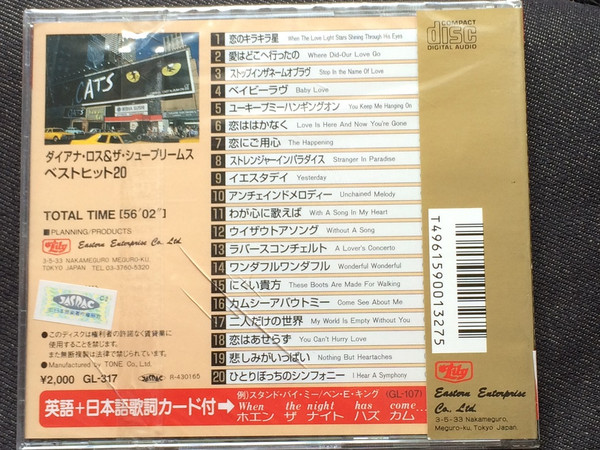 CATS
ダイアナ・ロス&ザ・シュープリームス
ベストヒット20
TOTAL TIME [56'02"]
■PLANNING/PRODUCTS
Lily Eastern Enterprise Co. Ltd.
3-5-33 NAKAMEGURO MEGURO-KU,
TOKYO JAPAN TEL.03-3760-5320
JASRAC
●このディスクは権利者の許諾なく賃貸業に使用することを禁じます。
また無断複製は法律で禁じられています。
●Manufactured by TONE Co., Ltd.
¥2,000 GL-317 JASRAC R-430165
1 恋のキラキラ星 When The Love Light Stars Shining Through His Eyes
2 愛はどこへ行ったの Where Did-Our Love Go
3 ストップインザネームオブラヴ Stop In the Name Of Love
4 ベイビーラヴ Baby Love
5 ユーキープミーハンギングオン You Keep Me Hanging On
6 恋ははかなく Love Is Here And Now You're Gone
7 恋にご用心 The Happening
8 ストレンジャーインパラダイス Stranger In Paradise
9 イエスタデイ Yesterday
10 アンチェインドメロディー Unchained Melody
11 わが心に歌えば With A Song In My Heart
12 ウイザウトアソング Without A Song
13 ラバースコンチェルト A Lover's Concerto
14 ワンダフルワンダフル Wonderful Wonderful
15 にくい貴方 These Boots Are Made For Walking
16 カムシーアバウトミー Come See About Me
17 二人だけの世界 My World Is Empty Without You
18 恋はあせらず You Can't Hurry Love
19 悲しみがいっぱい Nothing But Heartaches
20 ひとりぼっちのシンフォニー I Hear A Symphony
英語+日本語歌詞カード付→
例)スタンド・バイ・ミー/ベン・E・キング (GL-107)
When the night has come…
ホエン ザ ナイト ハズ カム
COMPACT
disc
DIGITAL AUDIO
T4961590013275
Lily
Eastern Enterprise
Co. Ltd.
3-5-33 Nakameguro,
Meguro-ku, Tokyo Japan.